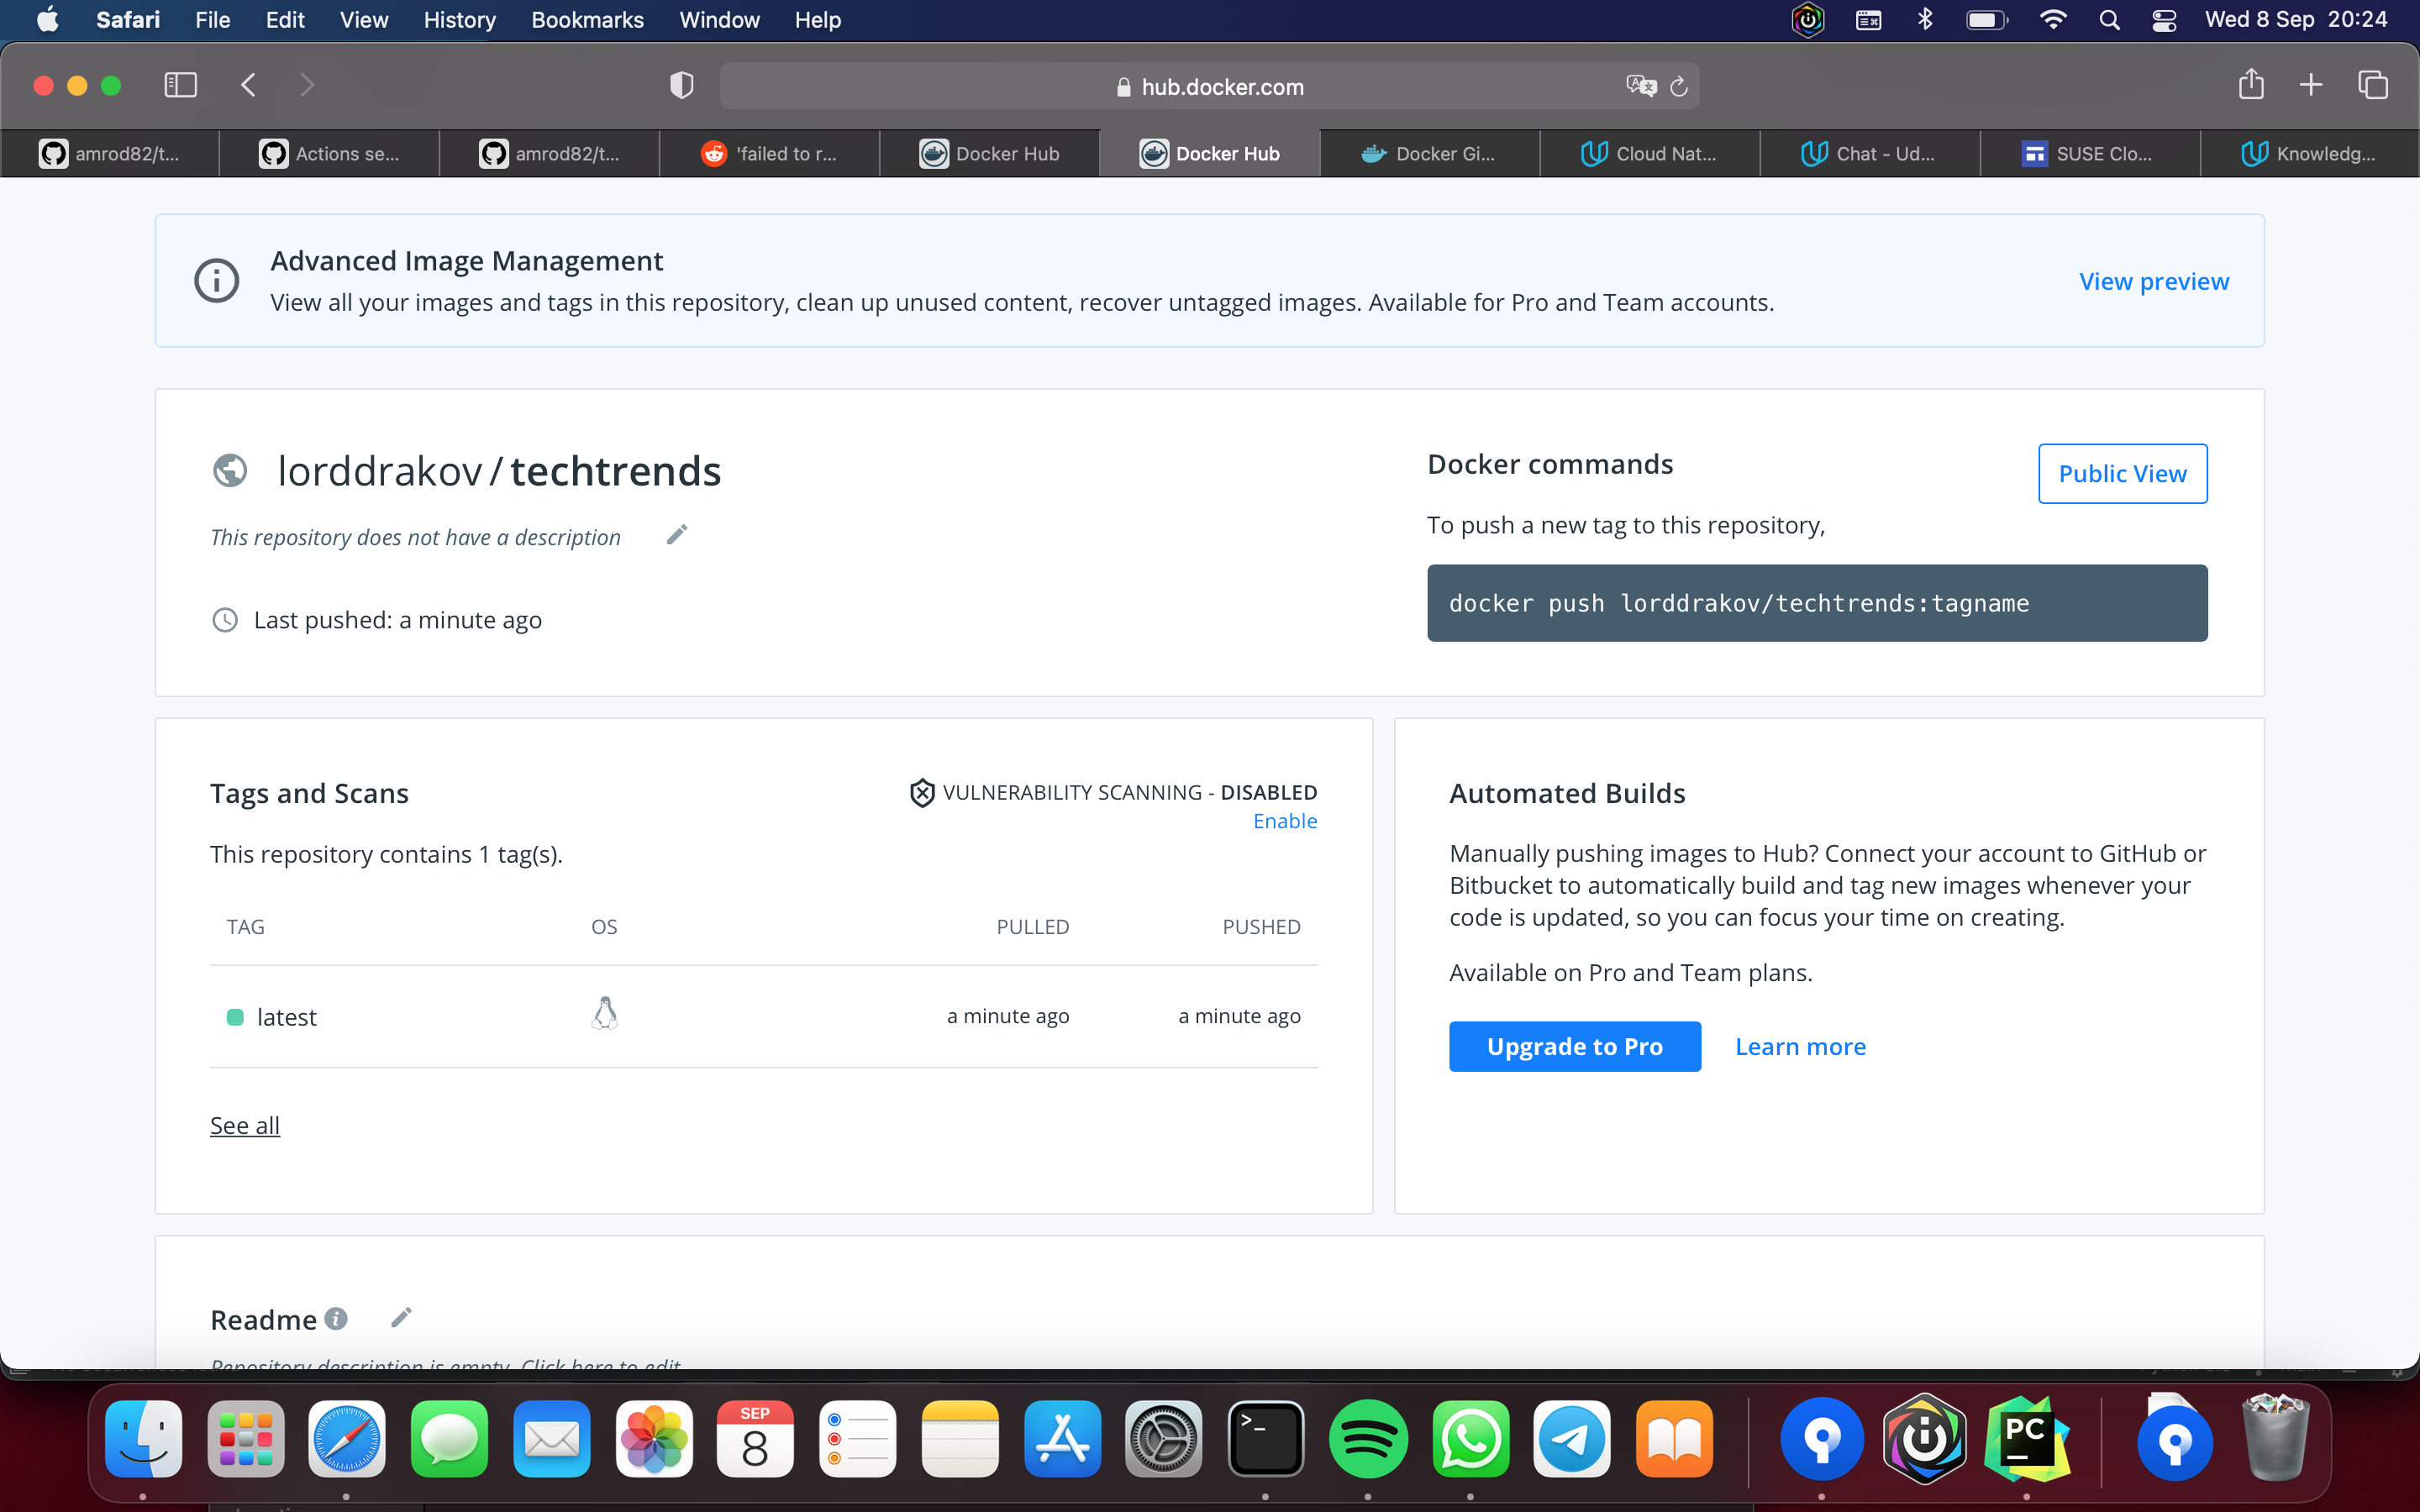 Safari File Edit View History Bookmarks Window Help Wed 8 Sep 20:24
hub.docker.com
amrod82/t... Actions se... amrod82/t... 'failed to r... Docker Hub Docker Hub Docker Gi... Cloud Nat... Chat - Ud... SUSE Clo... Knowledg...
Advanced Image Management
View all your images and tags in this repository, clean up unused content, recover untagged images. Available for Pro and Team accounts.
View preview
lorddrakov/techtrends
This repository does not have a description
Last pushed: a minute ago
Docker commands
Public View
To push a new tag to this repository,
docker push lorddrakov/techtrends:tagname
Tags and Scans
VULNERABILITY SCANNING - DISABLED
Enable
This repository contains 1 tag(s).
TAG OS PULLED PUSHED
latest a minute ago a minute ago
See all
Automated Builds
Manually pushing images to Hub? Connect your account to GitHub or
Bitbucket to automatically build and tag new images whenever your
code is updated, so you can focus your time on creating.
Available on Pro and Team plans.
Upgrade to Pro Learn more
Readme
Repository description is empty. Click here to edit.
SEP
8
>_
PC